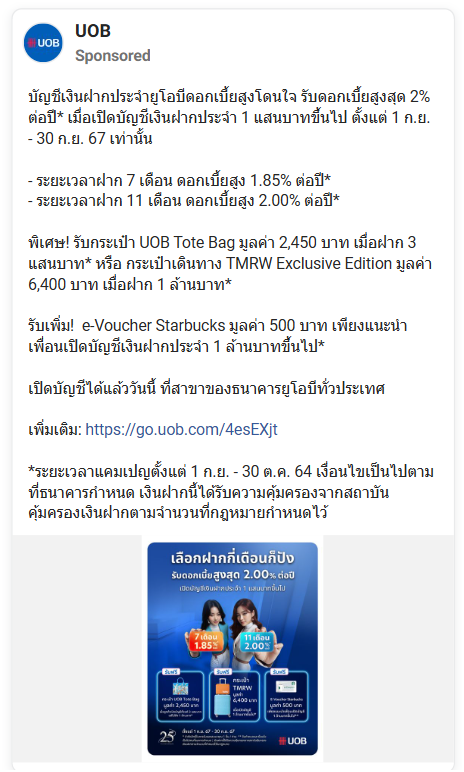 UOB
UOB
Sponsored
บัญชีเงินฝากประจำยูโอบีดอกเบี้ยสูงโดนใจ รับดอกเบี้ยสูงสุด 2%
ต่อปี* เมื่อเปิดบัญชีเงินฝากประจำ 1 แสนบาทขึ้นไป ตั้งแต่ 1 ก.ย.
- 30 ก.ย. 67 เท่านั้น
- ระยะเวลาฝาก 7 เดือน ดอกเบี้ยสูง 1.85% ต่อปี*
- ระยะเวลาฝาก 11 เดือน ดอกเบี้ยสูง 2.00% ต่อปี*
พิเศษ! รับกระเป๋า UOB Tote Bag มูลค่า 2,450 บาท เมื่อฝาก 3
แสนบาท* หรือ กระเป๋าเดินทาง TMRW Exclusive Edition มูลค่า
6,400 บาท เมื่อฝาก 1 ล้านบาท*
รับเพิ่ม! e-Voucher Starbucks มูลค่า 500 บาท เพียงแนะนำ
เพื่อนเปิดบัญชีเงินฝากประจำ 1 ล้านบาทขึ้นไป*
เปิดบัญชีได้แล้ววันนี้ ที่สาขาของธนาคารยูโอบีทั่วประเทศ
เพิ่มเติม: https://go.uob.com/4esEXjt
*ระยะเวลาแคมเปญตั้งแต่ 1 ก.ย. - 30 ต.ค. 64 เงื่อนไขเป็นไปตาม
ที่ธนาคารกำหนด เงินฝากนี้ได้รับความคุ้มครองจากสถาบัน
คุ้มครองเงินฝากตามจำนวนที่กฎหมายกำหนดไว้
เลือกฝากกี่เดือนก็ปัง
รับดอกเบี้ยสูงสุด 2.00% ต่อปี
เปิดบัญชีเงินฝากประจำ 1 แสนบาทขึ้นไป
7 เดือน
1.85%
11 เดือน
2.00%
รับฟรี
รับฟรี
รับฟรี
กระเป๋า UOB Tote Bag
มูลค่า 3,450 บาท
กระเป๋า
TMRW
มูลค่า
6,400 บาท
e-Voucher Starbucks
มูลค่า 500 บาท
25
ตั้งแต่ 1 ก.ย. 67 - 30 ก.ย. 67
UOB